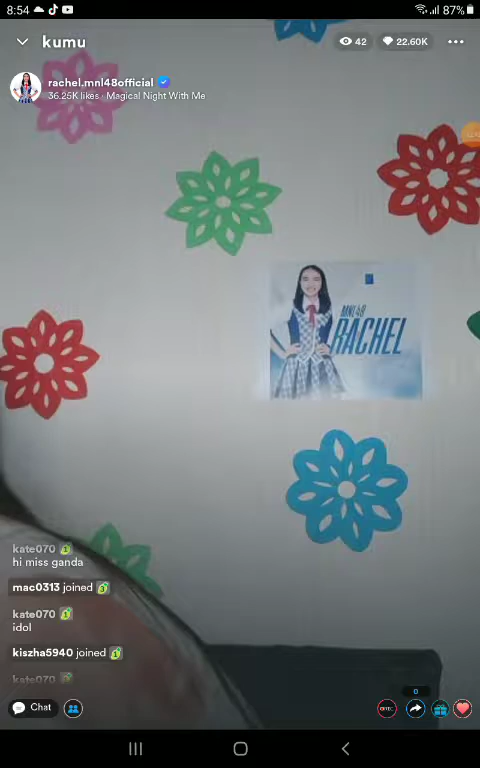 8:54
87%
kumu
42
22.60K
rachel.mnl48official
36.25K likes · Magical Night With Me
MNL48
RACHEL
kate070
hi miss ganda
mac0313 joined
kate070
idol
kiszha5940 joined
kate070
0
Chat